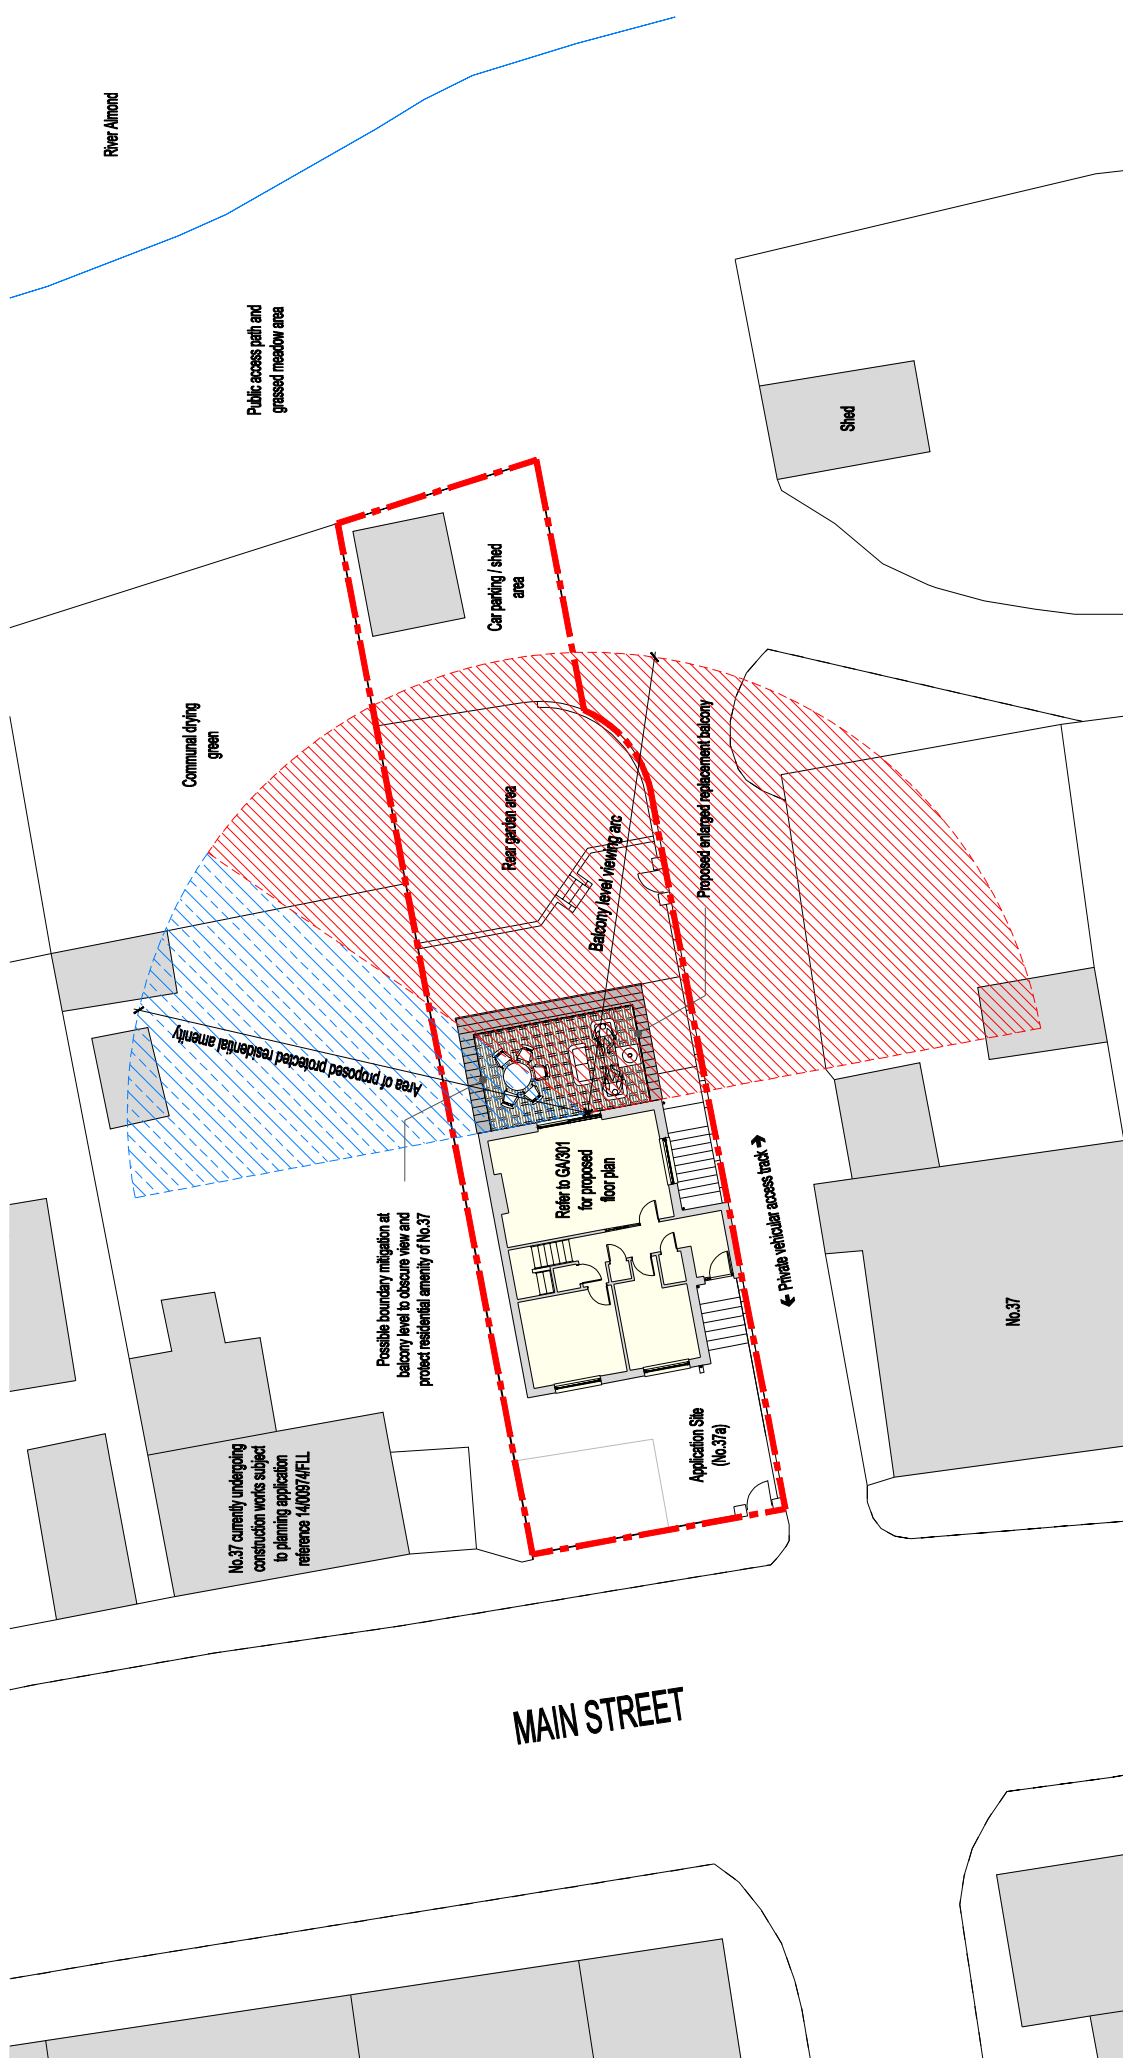 River Almond
Public access path and
grassed meadow area
Shed
Car parking / shed
area
Communal drying
green
Rear garden area
Balcony level viewing arc
Proposed enlarged replacement balcony
Area of proposed protected residential amenity
Possible boundary mitigation at
balcony level to obscure view and
protect residential amenity of No.37
Refer to GA/301
for proposed
floor plan
← Private vehicular access track →
No.37
Application Site
(No.37a)
No.37 currently undergoing
construction works subject
to planning application
reference 14/00974/FLL
MAIN STREET